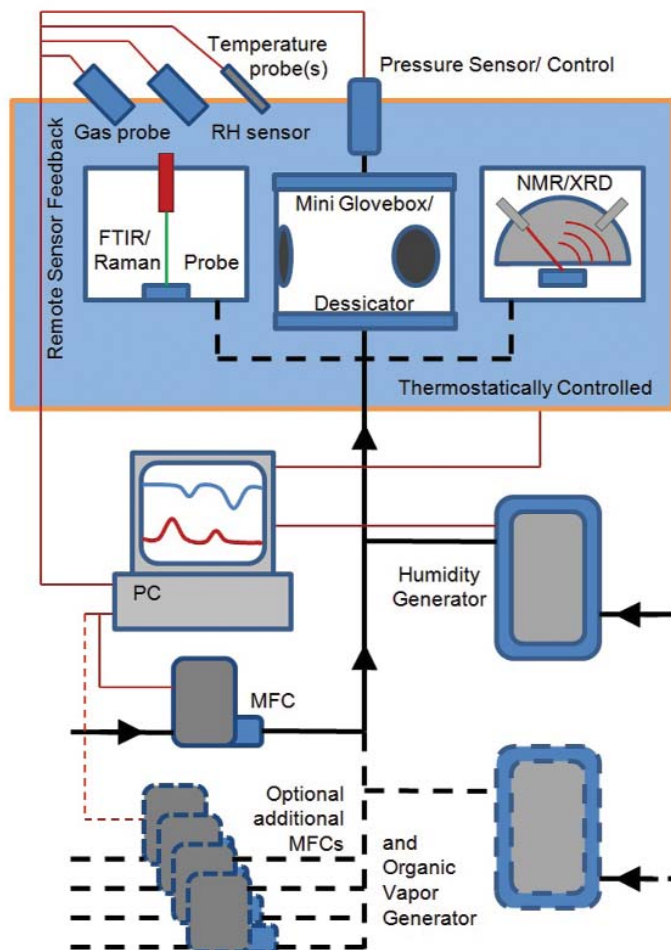 Temperature
probe(s)
Pressure Sensor/ Control
Gas probe
RH sensor
Remote Sensor Feedback
FTIR/
Raman
Probe
Mini Glovebox/
Dessicator
NMR/XRD
Thermostatically Controlled
PC
Humidity
Generator
MFC
Optional
additional
MFCs
and
Organic
Vapor
Generator